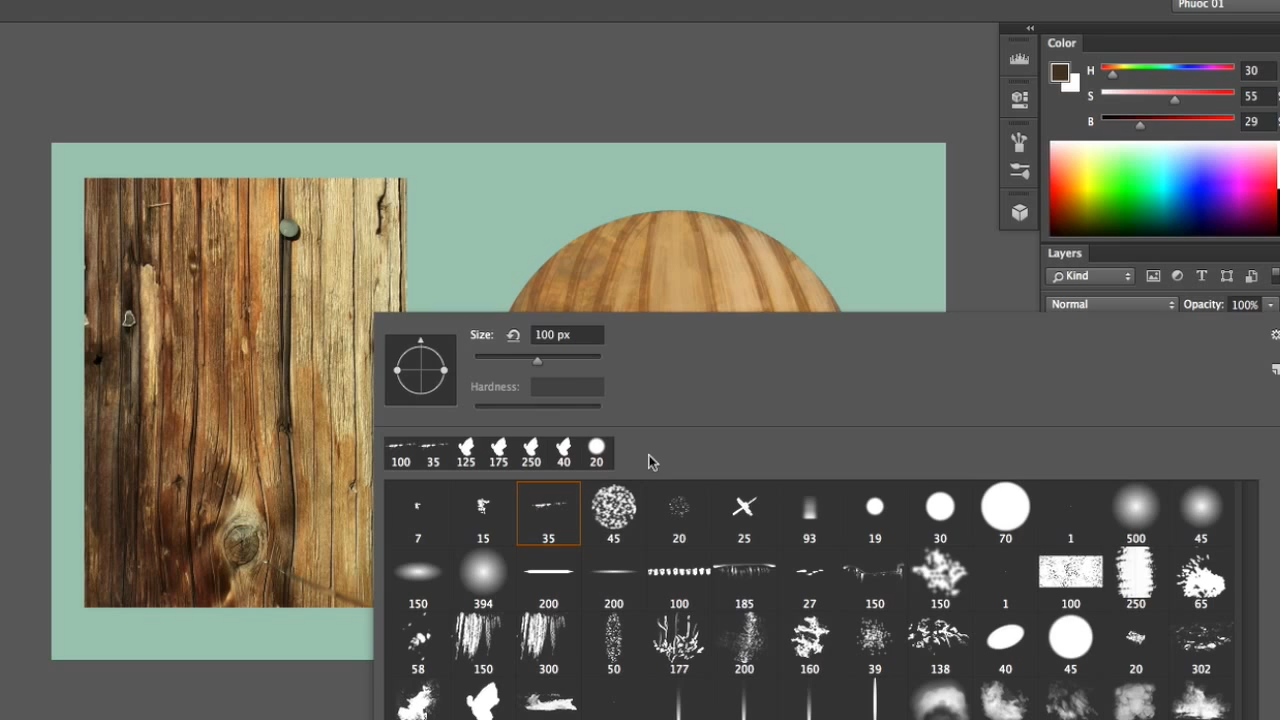 Phuoc 01
Color
H 30
S 55
B 29
Layers
Kind
Normal Opacity: 100%
Size: 100 px
Hardness:
100 35 125 175 250 40 20
7 15 35 45 20 25 93 19 30 70 1 500 45
150 394 200 200 100 185 27 150 150 1 100 250 65
58 150 300 50 177 200 160 39 138 40 45 20 302